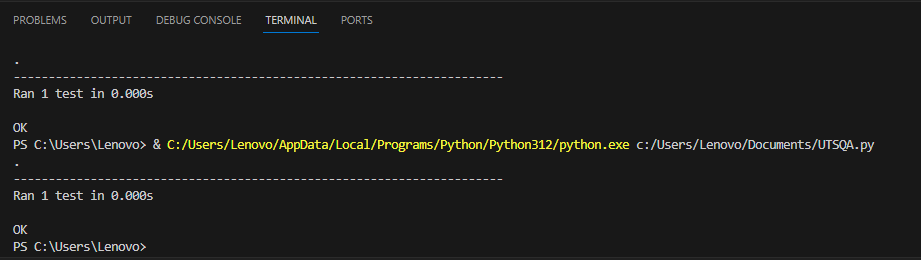 PROBLEMS OUTPUT DEBUG CONSOLE TERMINAL PORTS
.
----------------------------------------------------------------------
Ran 1 test in 0.000s
OK
PS C:\Users\Lenovo> & C:/Users/Lenovo/AppData/Local/Programs/Python/Python312/python.exe c:/Users/Lenovo/Documents/UTSQA.py
.
----------------------------------------------------------------------
Ran 1 test in 0.000s
OK
PS C:\Users\Lenovo>